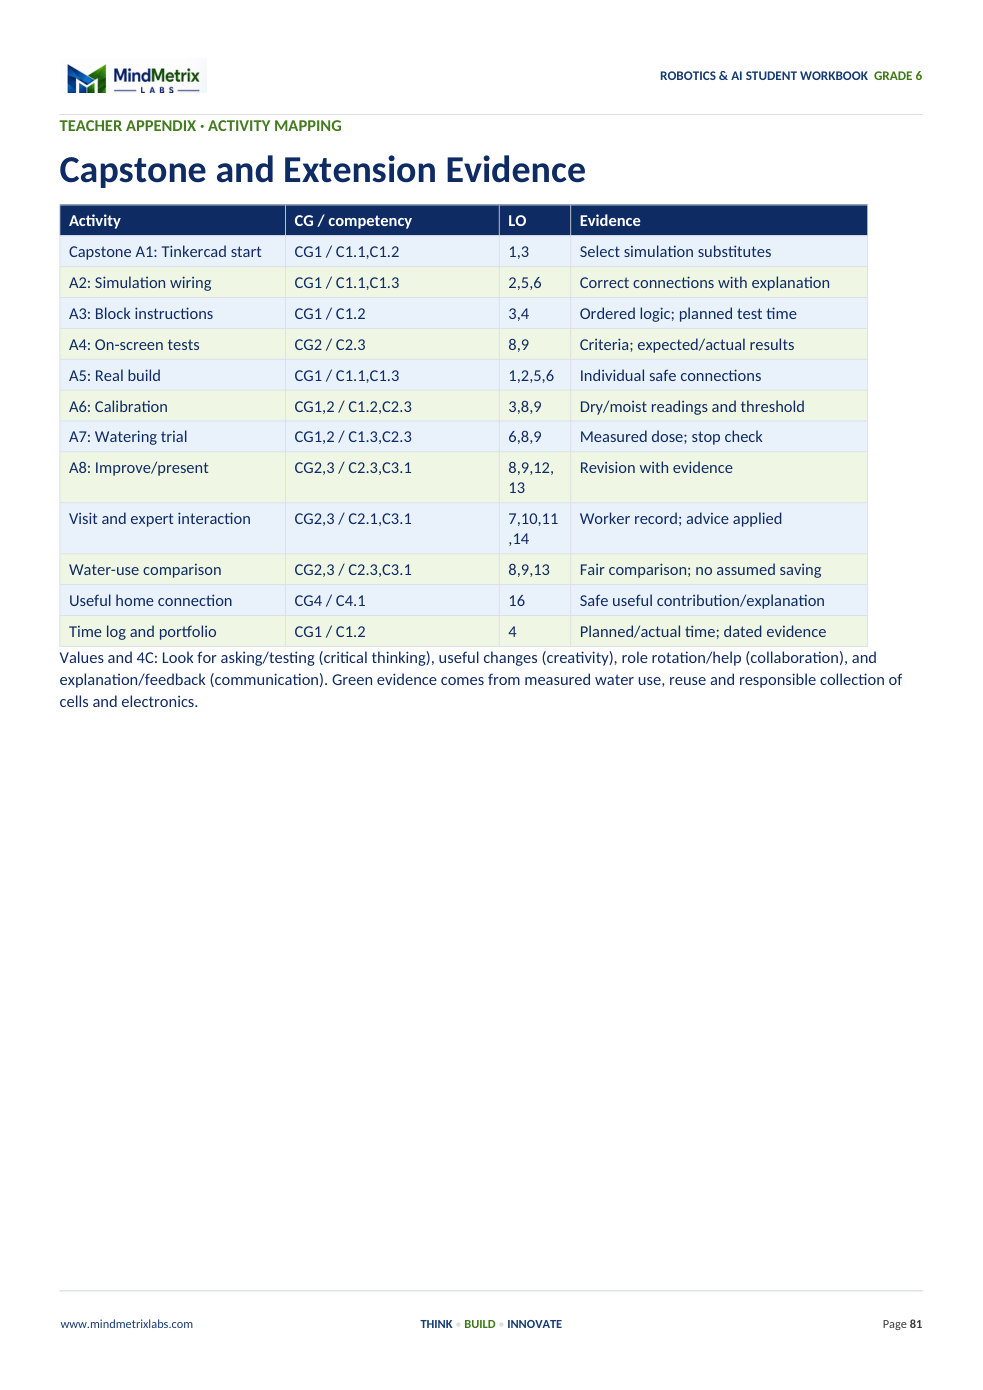 MindMetrix
LABS
ROBOTICS & AI STUDENT WORKBOOK GRADE 6
TEACHER APPENDIX · ACTIVITY MAPPING
Capstone and Extension Evidence
Activity CG / competency LO Evidence
Capstone A1: Tinkercad start CG1 / C1.1,C1.2 1,3 Select simulation substitutes
A2: Simulation wiring CG1 / C1.1,C1.3 2,5,6 Correct connections with explanation
A3: Block instructions CG1 / C1.2 3,4 Ordered logic; planned test time
A4: On-screen tests CG2 / C2.3 8,9 Criteria; expected/actual results
A5: Real build CG1 / C1.1,C1.3 1,2,5,6 Individual safe connections
A6: Calibration CG1,2 / C1.2,C2.3 3,8,9 Dry/moist readings and threshold
A7: Watering trial CG1,2 / C1.3,C2.3 6,8,9 Measured dose; stop check
A8: Improve/present CG2,3 / C2.3,C3.1 8,9,12, Revision with evidence
13
Visit and expert interaction CG2,3 / C2.1,C3.1 7,10,11 Worker record; advice applied
,14
Water-use comparison CG2,3 / C2.3,C3.1 8,9,13 Fair comparison; no assumed saving
Useful home connection CG4 / C4.1 16 Safe useful contribution/explanation
Time log and portfolio CG1 / C1.2 4 Planned/actual time; dated evidence
Values and 4C: Look for asking/testing (critical thinking), useful changes (creativity), role rotation/help (collaboration), and
explanation/feedback (communication). Green evidence comes from measured water use, reuse and responsible collection of
cells and electronics.
www.mindmetrixlabs.com THINK • BUILD • INNOVATE Page 81